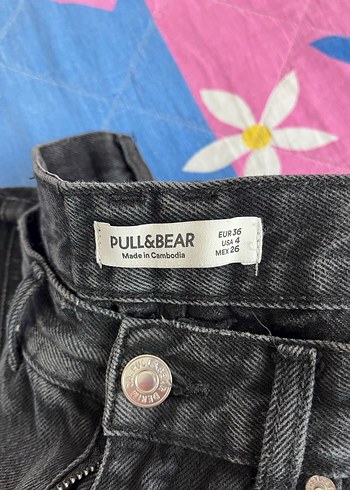 PULL&BEAR
Made in Cambodia
EUR 36
USA 4
MEX 26